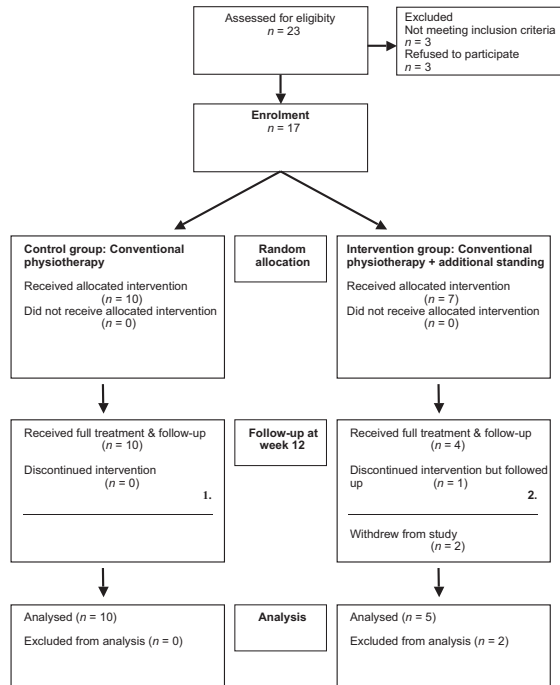 Assessed for eligibity
n = 23
Excluded
Not meeting inclusion criteria
n = 3
Refused to participate
n = 3
Enrolment
n = 17
Control group: Conventional
physiotherapy
Received allocated intervention
(n = 10)
Did not receive allocated intervention
(n = 0)
Random
allocation
Intervention group: Conventional
physiotherapy + additional standing
Received allocated intervention
(n = 7)
Did not receive allocated intervention
(n = 0)
Received full treatment & follow-up
(n = 10)
Discontinued intervention
(n = 0)
1.
Follow-up at
week 12
Received full treatment & follow-up
(n = 4)
Discontinued intervention but followed
up (n = 1)
2.
Withdrew from study
(n = 2)
Analysed (n = 10)
Excluded from analysis (n = 0)
Analysis
Analysed (n = 5)
Excluded from analysis (n = 2)